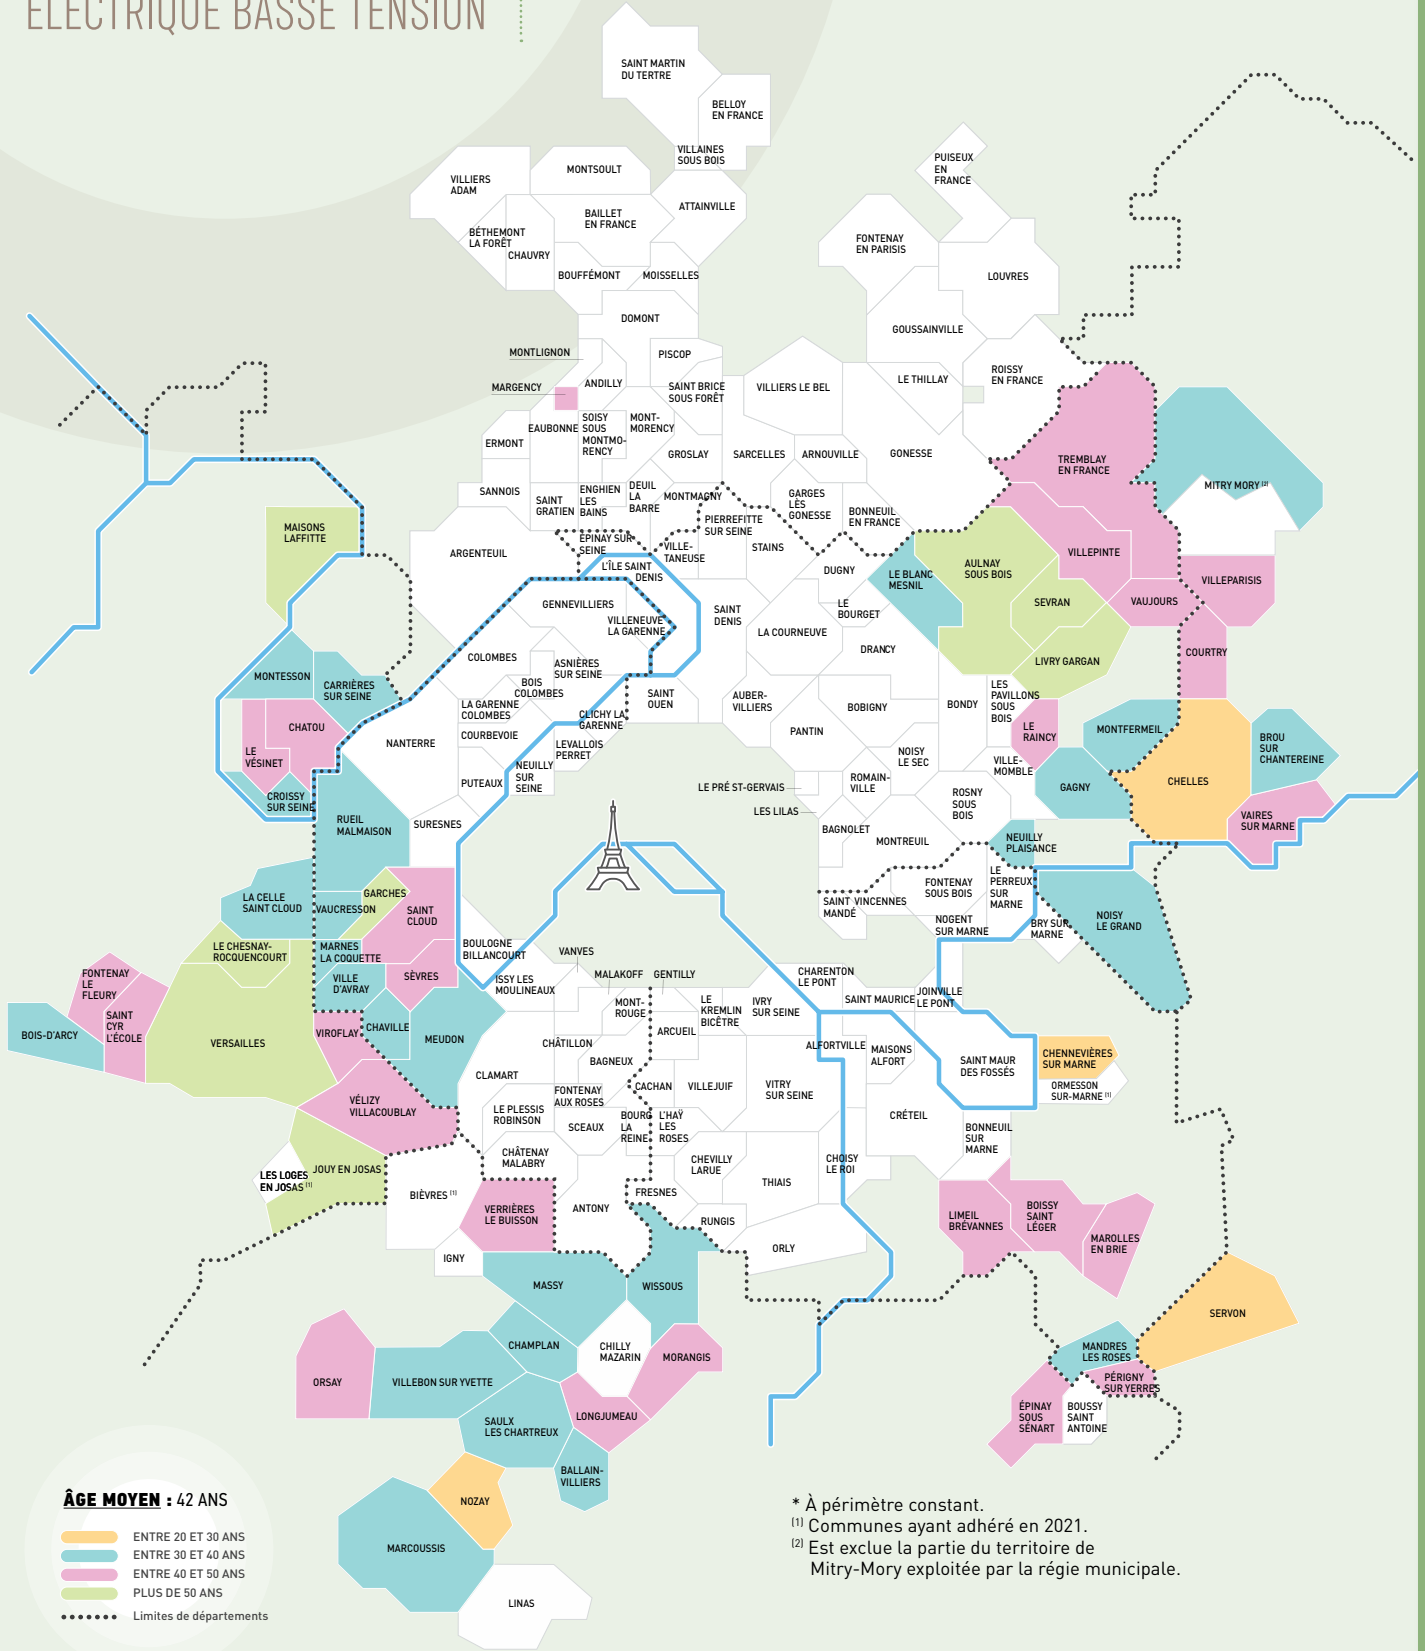 ÉLECTRIQUE BASSE TENSION
SAINT MARTIN
DU TERTRE
BELLOY
EN FRANCE
VILLAINES
SOUS BOIS
PUISEUX
EN
FRANCE
MONTSOULT
VILLIERS
ADAM
ATTAINVILLE
BAILLET
EN FRANCE
BÉTHEMONT
LA FORÊT
CHAUVRY
FONTENAY
EN PARISIS
BOUFFÉMONT
MOISSELLES
LOUVRES
DOMONT
GOUSSAINVILLE
MONTLIGNON
PISCOP
ROISSY
EN FRANCE
MARGENCY
ANDILLY
SAINT BRICE
SOUS FORÊT
VILLIERS LE BEL
LE THILLAY
EAUBONNE
SOISY
SOUS
MONTMO-
RENCY
MONT-
MORENCY
ERMONT
GROSLAY
SARCELLES
ARNOUVILLE
GONESSE
TREMBLAY
EN FRANCE
MITRY MORY (2)
SANNOIS
SAINT
GRATIEN
ENGHIEN
LES
BAINS
DEUIL
LA
BARRE
MONTMAGNY
GARGES
LÈS
GONESSE
BONNEUIL
EN FRANCE
MAISONS
LAFFITTE
PIERREFITTE
SUR SEINE
ARGENTEUIL
ÉPINAY SUR
SEINE
VILLE-
TANEUSE
STAINS
VILLEPINTE
L'ÎLE SAINT
DENIS
DUGNY
LE BLANC
MESNIL
AULNAY
SOUS BOIS
VILLEPARISIS
GENNEVILLIERS
VILLENEUVE
LA GARENNE
SAINT
DENIS
LE
BOURGET
SEVRAN
VAUJOURS
LA COURNEUVE
DRANCY
LIVRY GARGAN
COURTRY
COLOMBES
ASNIÈRES
SUR SEINE
BOIS
COLOMBES
MONTESSON
CARRIÈRES
SUR SEINE
LA GARENNE
COLOMBES
SAINT
OUEN
AUBER-
VILLIERS
BOBIGNY
BONDY
LES
PAVILLONS
SOUS
BOIS
CLICHY LA
GARENNE
CHATOU
LE
VÉSINET
NANTERRE
COURBEVOIE
LEVALLOIS
PERRET
PANTIN
LE
RAINCY
MONTFERMEIL
BROU
SUR
CHANTEREINE
NEUILLY
SUR
SEINE
PUTEAUX
NOISY
LE SEC
VILLE-
MOMBLE
ROMAIN-
VILLE
LE PRÉ ST-GERVAIS
GAGNY
CHELLES
CROISSY
SUR SEINE
ROSNY
SOUS
BOIS
LES LILAS
RUEIL
MALMAISON
SURESNES
BAGNOLET
MONTREUIL
NEUILLY
PLAISANCE
VAIRES
SUR MARNE
LA CELLE
SAINT CLOUD
VAUCRESSON
GARCHES
SAINT
CLOUD
SAINT
MANDÉ
VINCENNES
FONTENAY
SOUS BOIS
LE
PERREUX
SUR
MARNE
NOGENT
SUR MARNE
BRY SUR
MARNE
NOISY
LE GRAND
LE CHESNAY-
ROCQUENCOURT
MARNES
LA COQUETTE
BOULOGNE
BILLANCOURT
VANVES
FONTENAY
LE
FLEURY
VILLE
D'AVRAY
SÈVRES
ISSY LES
MOULINEAUX
MALAKOFF
GENTILLY
CHARENTON
LE PONT
SAINT MAURICE
JOINVILLE
LE PONT
BOIS-D'ARCY
SAINT
CYR
L'ÉCOLE
VERSAILLES
VIROFLAY
CHAVILLE
MEUDON
MONT-
ROUGE
LE
KREMLIN
BICÊTRE
IVRY
SUR SEINE
ARCUEIL
CHÂTILLON
ALFORTVILLE
MAISONS
ALFORT
SAINT MAUR
DES FOSSÉS
CHENNEVIÈRES
SUR MARNE
CLAMART
BAGNEUX
CACHAN
VILLEJUIF
VITRY
SUR SEINE
ORMESSON
SUR-MARNE (1)
FONTENAY
AUX ROSES
VÉLIZY
VILLACOUBLAY
LE PLESSIS
ROBINSON
SCEAUX
BOURG
LA
REINE
L'HAŸ
LES
ROSES
CRÉTEIL
BONNEUIL
SUR
MARNE
CHÂTENAY
MALABRY
CHEVILLY
LARUE
CHOISY
LE ROI
JOUY EN JOSAS
LES LOGES
EN JOSAS (1)
BIÈVRES (1)
FRESNES
THIAIS
VERRIÈRES
LE BUISSON
ANTONY
RUNGIS
LIMEIL
BRÉVANNES
BOISSY
SAINT
LÉGER
MAROLLES
EN BRIE
IGNY
ORLY
MASSY
WISSOUS
SERVON
CHAMPLAN
CHILLY
MAZARIN
MORANGIS
MANDRES
LES ROSES
ORSAY
VILLEBON SUR YVETTE
PÉRIGNY
SUR YERRES
LONGJUMEAU
ÉPINAY
SOUS
SÉNART
BOUSSY
SAINT
ANTOINE
SAULX
LES CHARTREUX
BALLAIN-
VILLIERS
NOZAY
MARCOUSSIS
LINAS
ÂGE MOYEN : 42 ANS
ENTRE 20 ET 30 ANS
ENTRE 30 ET 40 ANS
ENTRE 40 ET 50 ANS
PLUS DE 50 ANS
Limites de départements
* À périmètre constant.
(1) Communes ayant adhéré en 2021.
(2) Est exclue la partie du territoire de
Mitry-Mory exploitée par la régie municipale.